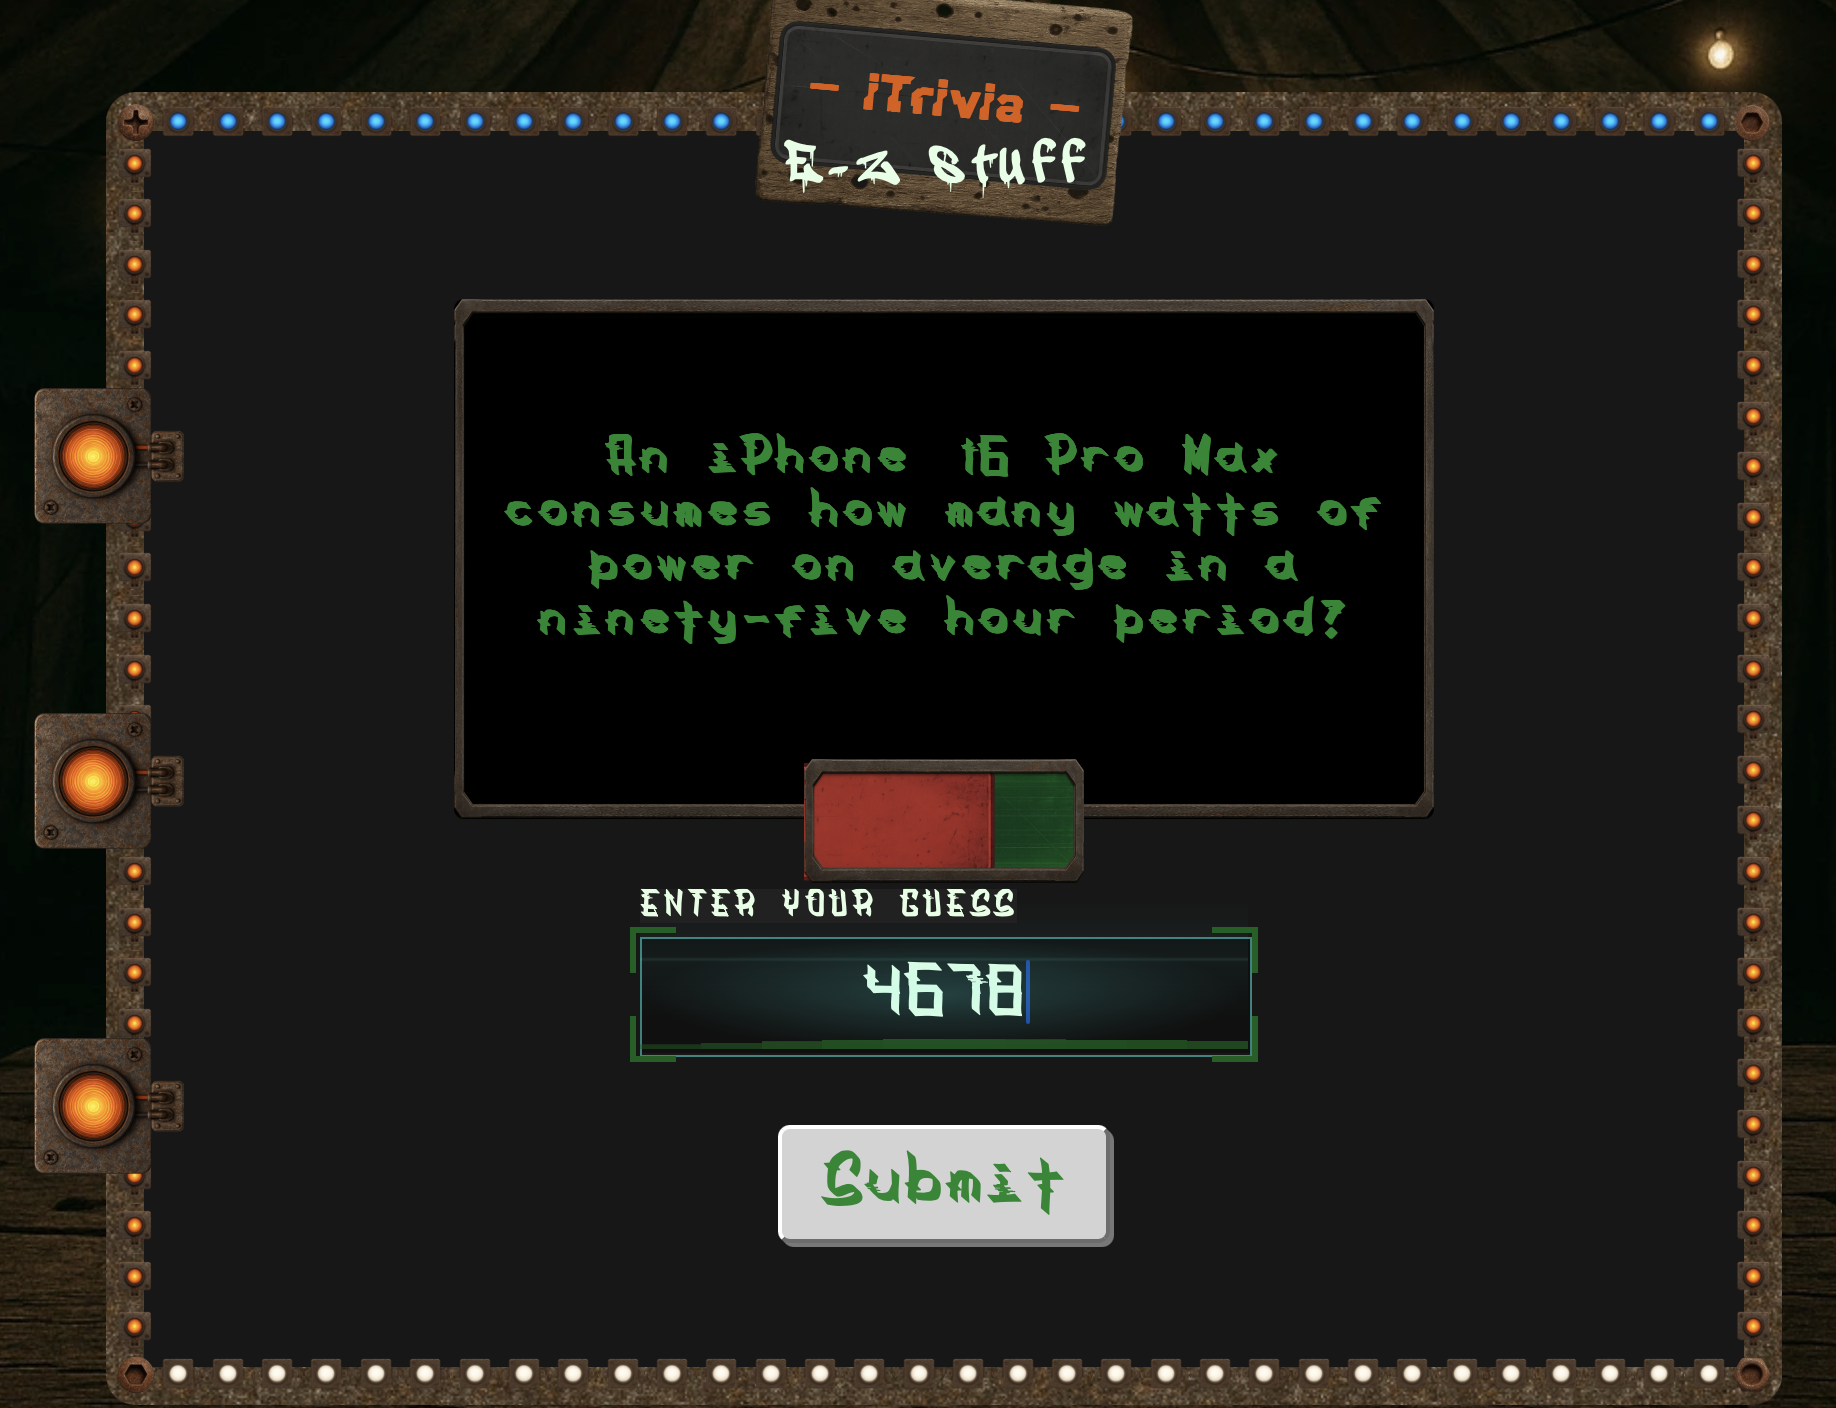 - iTrivia -
E-Z Stuff
An iPhone 16 Pro Max
consumes how many watts of
power on average in a
ninety-five hour period?
ENTER YOUR GUESS
4678
Submit